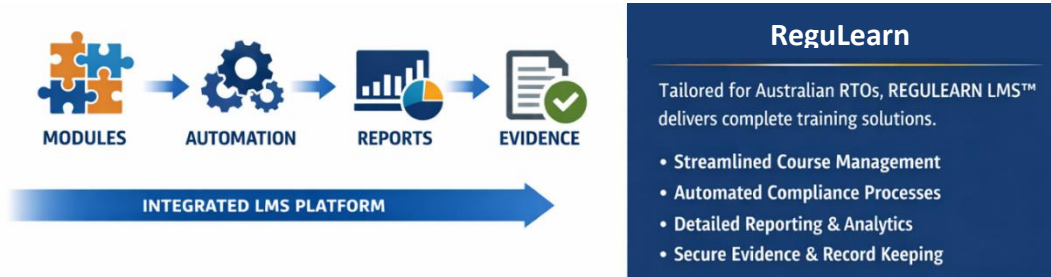 MODULES
AUTOMATION
REPORTS
EVIDENCE
INTEGRATED LMS PLATFORM
ReguLearn
Tailored for Australian RTOs, REGULEARN LMS™
delivers complete training solutions.
• Streamlined Course Management
• Automated Compliance Processes
• Detailed Reporting & Analytics
• Secure Evidence & Record Keeping